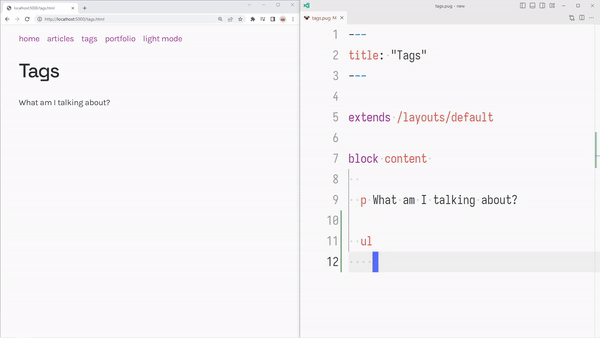 localhost:5000/tags.html
http://localhost:5000/tags.html
home articles tags portfolio light mode
Tags
What am I talking about?
tags.pug - new
tags.pug M
1 ---
2 title: "Tags"
3 ---
4
5 extends /layouts/default
6
7 block content
8
9 p What am I talking about?
10
11 ul
12